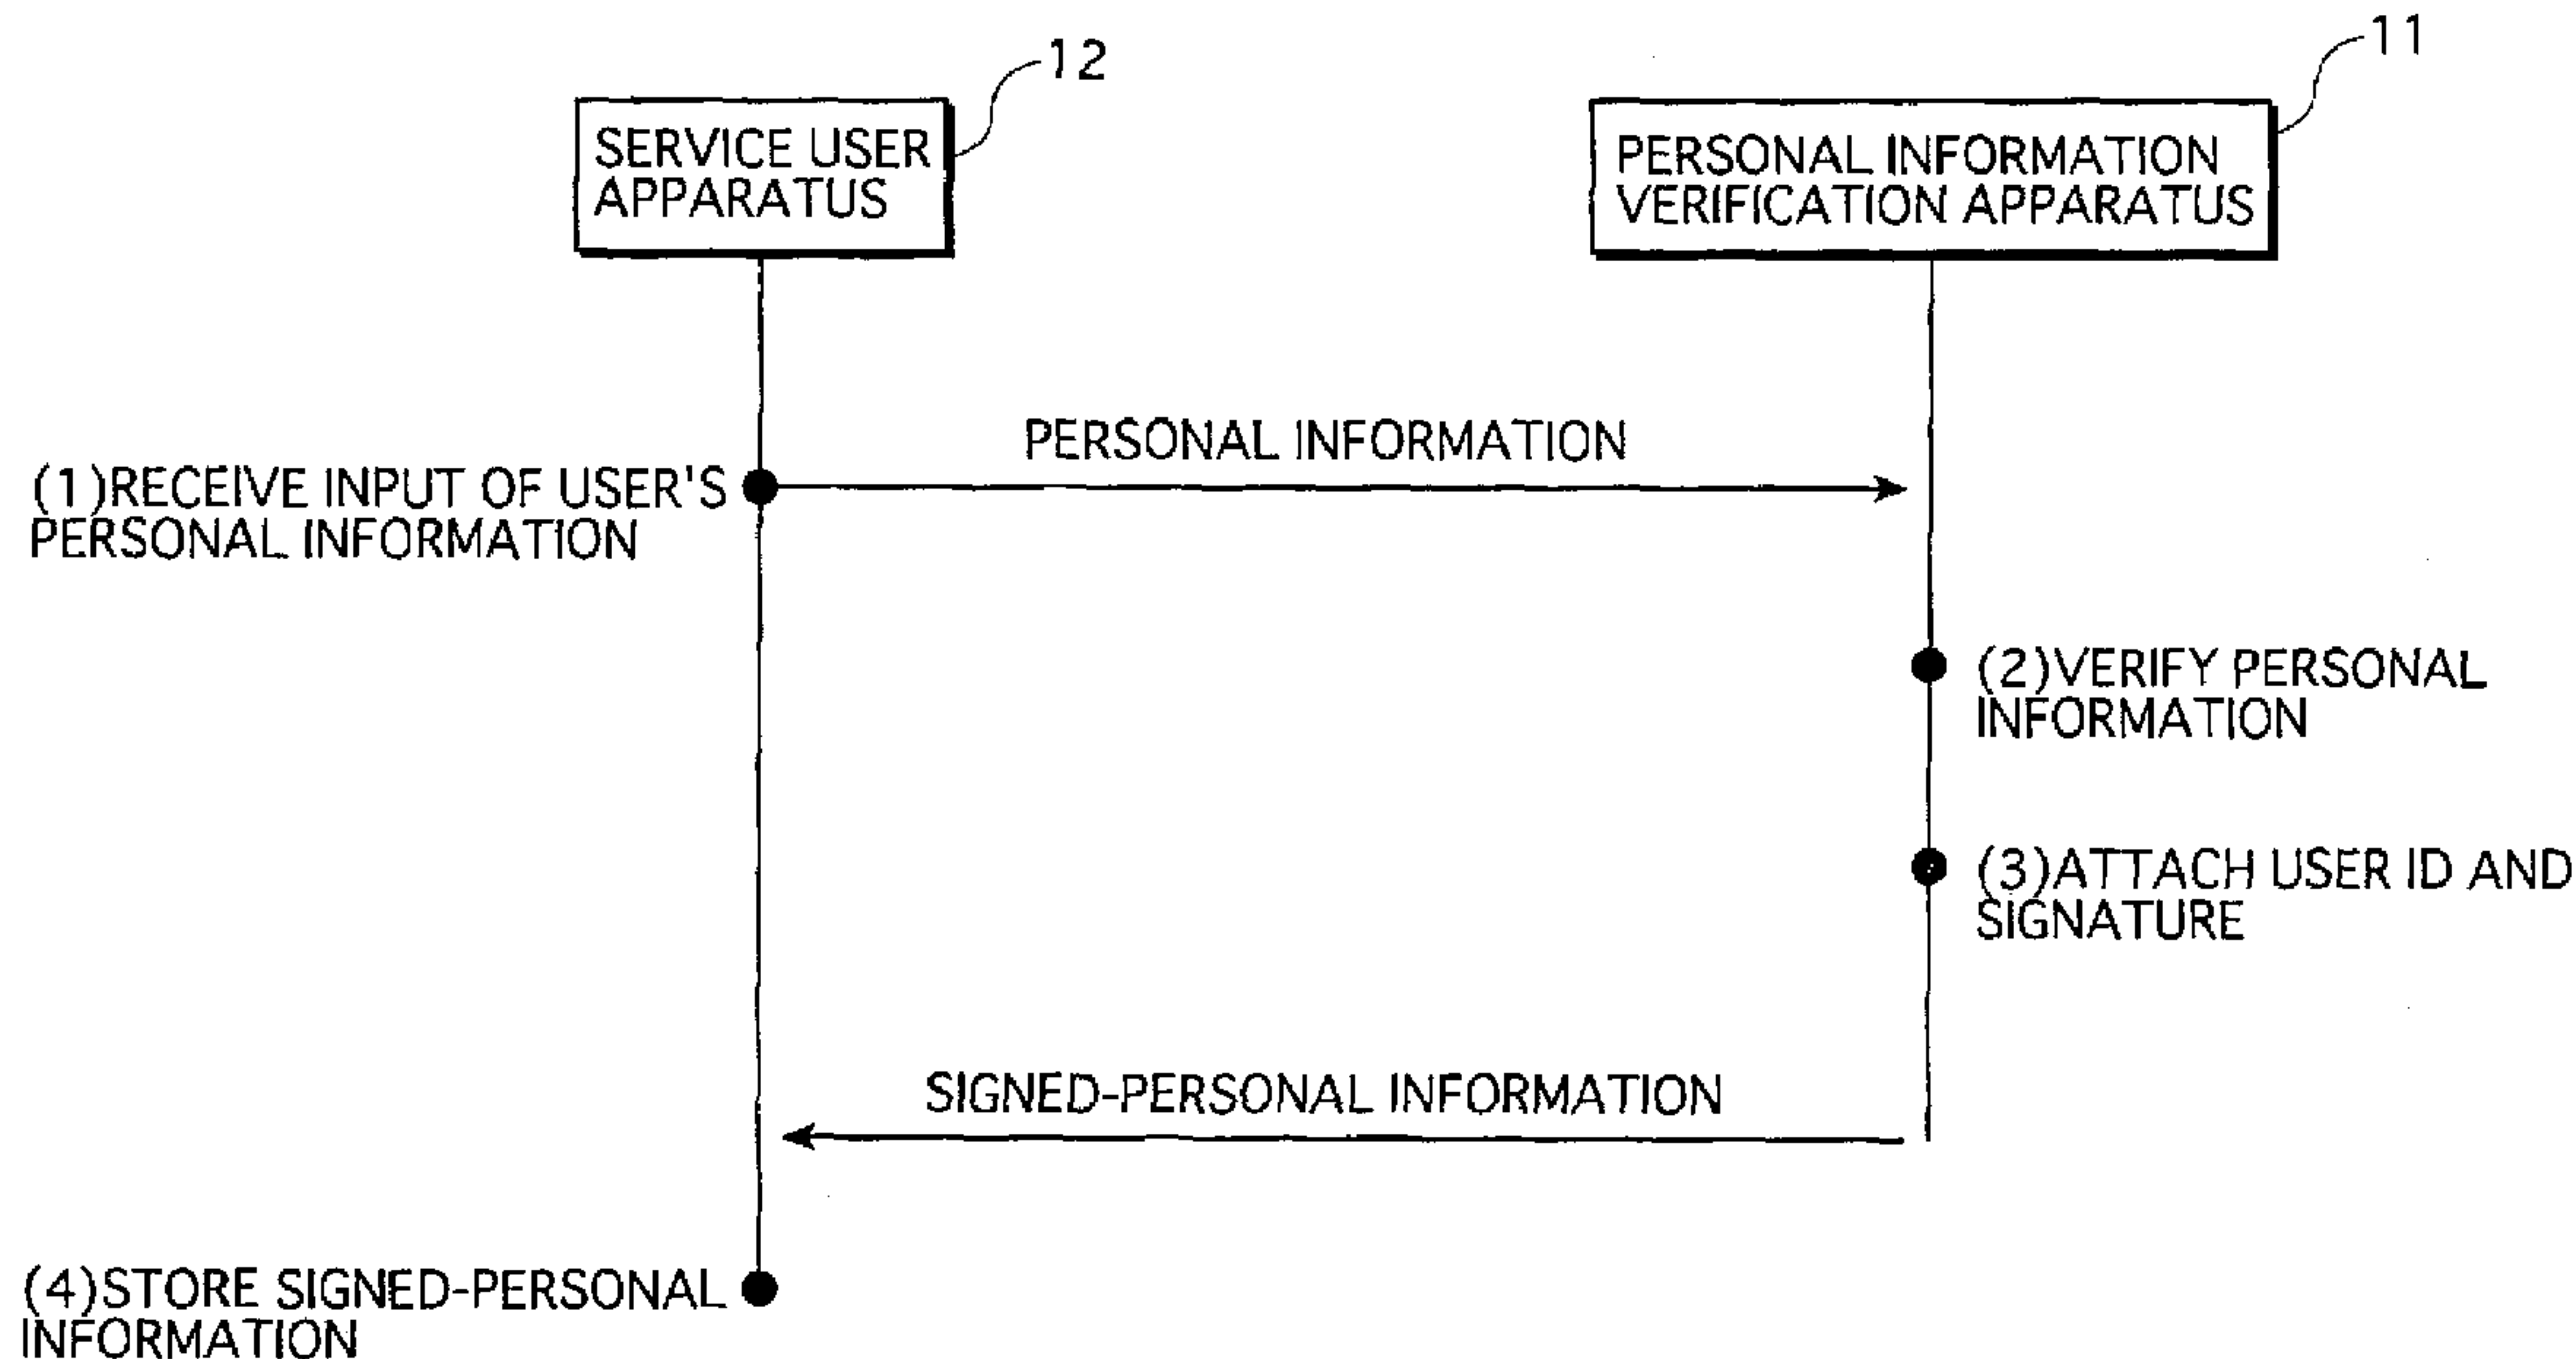 12
11
SERVICE USER
APPARATUS
PERSONAL INFORMATION
VERIFICATION APPARATUS
PERSONAL INFORMATION
(1)RECEIVE INPUT OF USER'S
PERSONAL INFORMATION
(2)VERIFY PERSONAL
INFORMATION
(3)ATTACH USER ID AND
SIGNATURE
SIGNED-PERSONAL INFORMATION
(4)STORE SIGNED-PERSONAL
INFORMATION